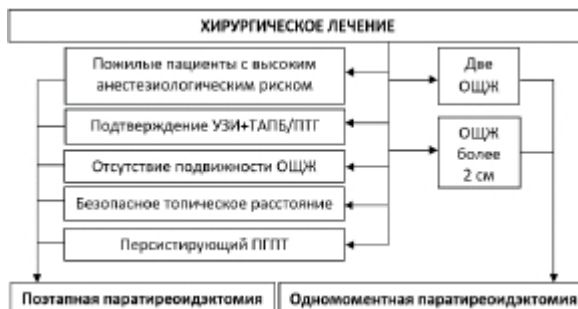 ХИРУРГИЧЕСКОЕ ЛЕЧЕНИЕ
Пожилые пациенты с высоким
анестезиологическим риском
Подтверждение УЗИ+ТАПБ/ПТГ
Отсутствие подвижности ОЩЖ
Безопасное топическое расстояние
Персистирующий ПГПТ
Две
ОЩЖ
ОЩЖ
более
2 см
Поэтапная паратиреоидэктомия
Одномоментная паратиреоидэктомия